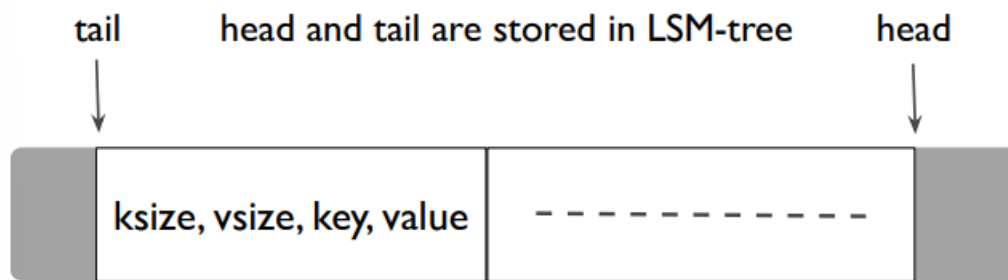 tail head and tail are stored in LSM-tree head
ksize, vsize, key, value